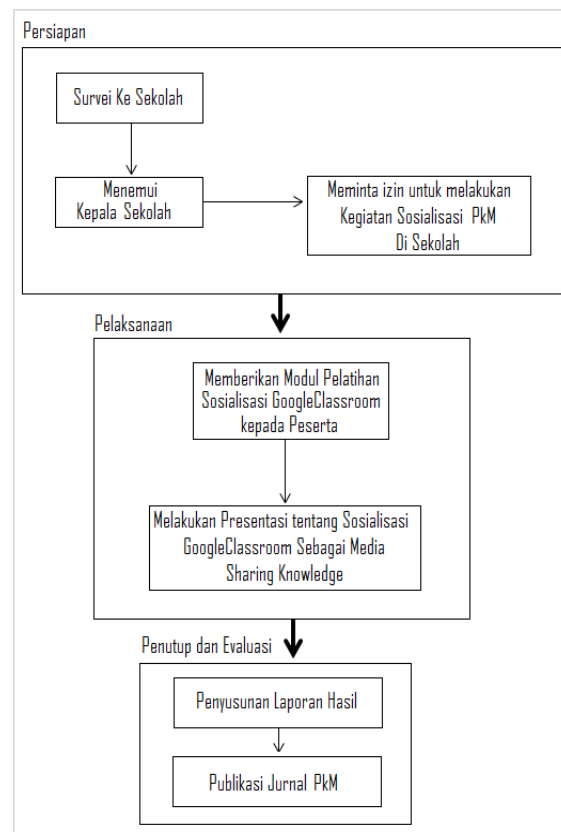 Persiapan
Survei Ke Sekolah
Menemui
Kepala Sekolah
Meminta izin untuk melakukan
Kegiatan Sosialisasi PkM
Di Sekolah
Pelaksanaan
Memberikan Modul Pelatihan
Sosialisasi GoogleClassroom
kepada Peserta
Melakukan Presentasi tentang Sosialisasi
GoogleClassroom Sebagai Media
Sharing Knowledge
Penutup dan Evaluasi
Penyusunan Laporan Hasil
Publikasi Jurnal PkM